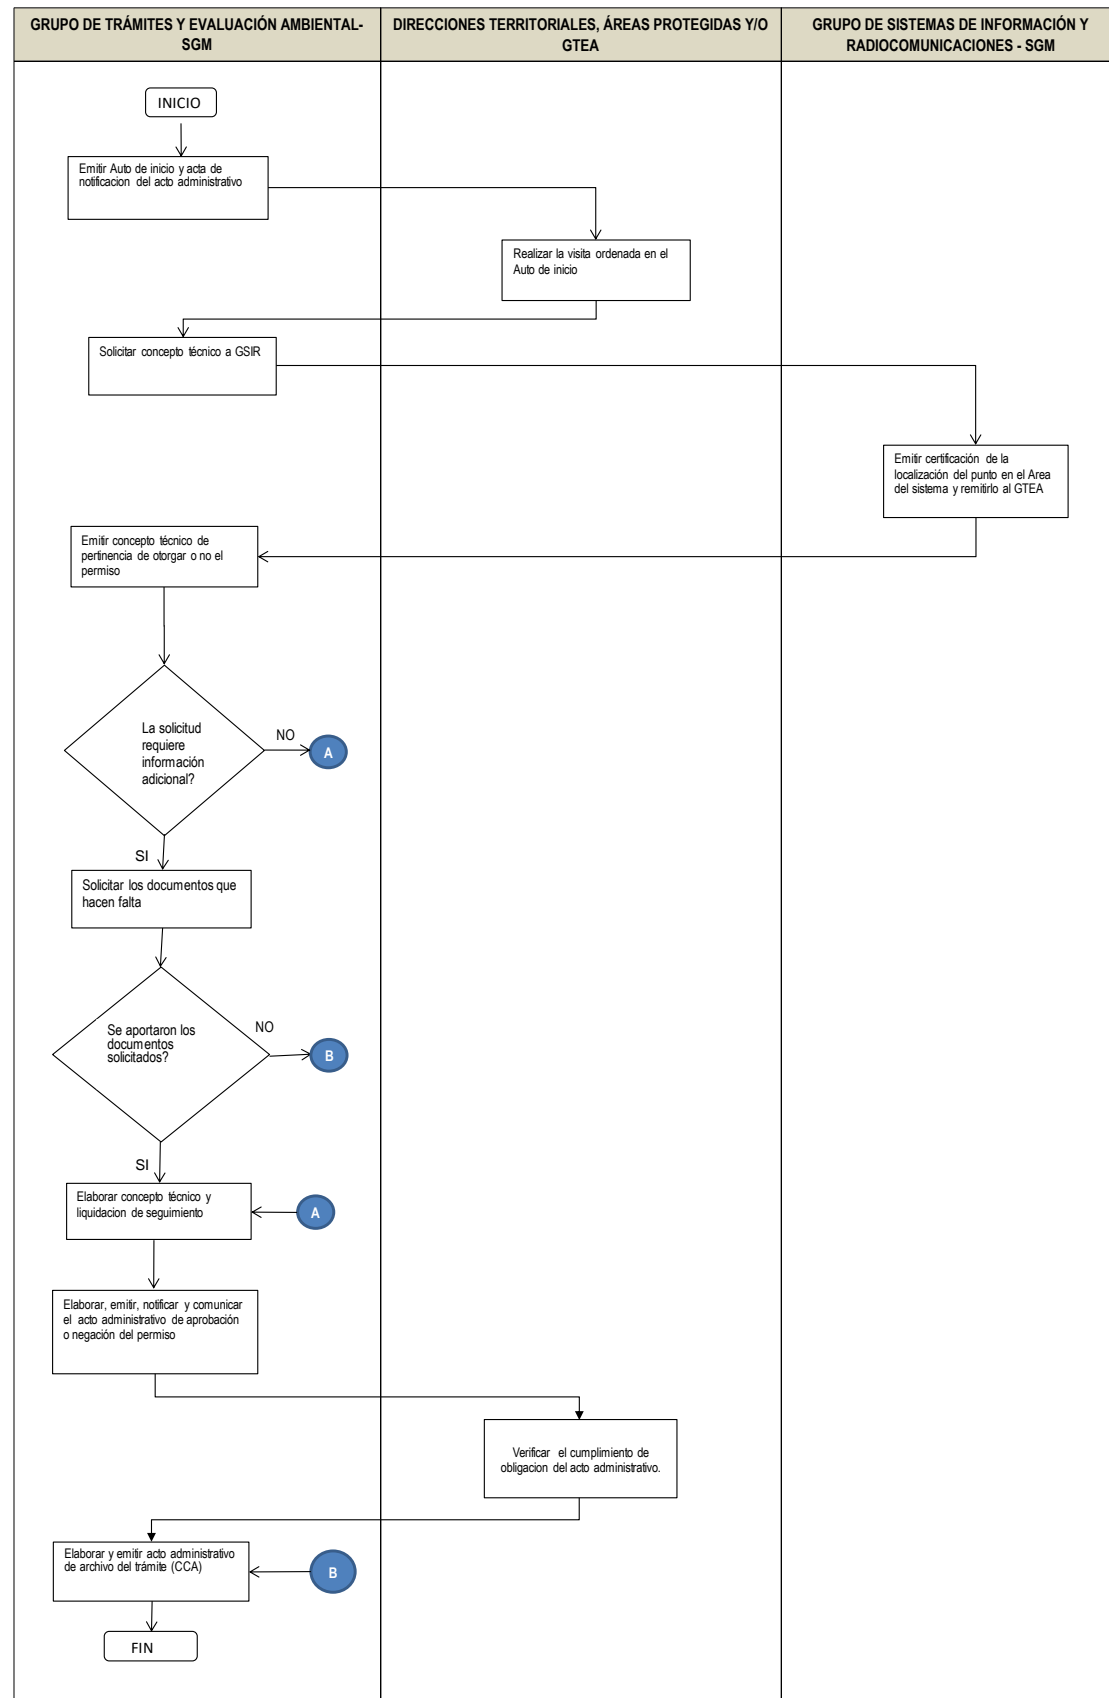 GRUPO DE TRÁMITES Y EVALUACIÓN AMBIENTAL-
SGM
DIRECCIONES TERRITORIALES, ÁREAS PROTEGIDAS Y/O
GTEA
GRUPO DE SISTEMAS DE INFORMACIÓN Y
RADIOCOMUNICACIONES - SGM
INICIO
Emitir Auto de inicio y acta de
notificacion del acto administrativo
Realizar la visita ordenada en el
Auto de inicio
Solicitar concepto técnico a GSIR
Emitir certificación de la
localización del punto en el Area
del sistema y remitirlo al GTEA
Emitir concepto técnico de
pertinencia de otorgar o no el
permiso
La solicitud
requiere
información
adicional?
NO
A
SI
Solicitar los documentos que
hacen falta
Se aportaron los
documentos
solicitados?
NO
B
SI
Elaborar concepto técnico y
liquidacion de seguimiento
A
Elaborar, emitir, notificar y comunicar
el acto administrativo de aprobación
o negación del permiso
Verificar el cumplimiento de
obligacion del acto administrativo.
Elaborar y emitir acto administrativo
de archivo del trámite (CCA)
B
FIN